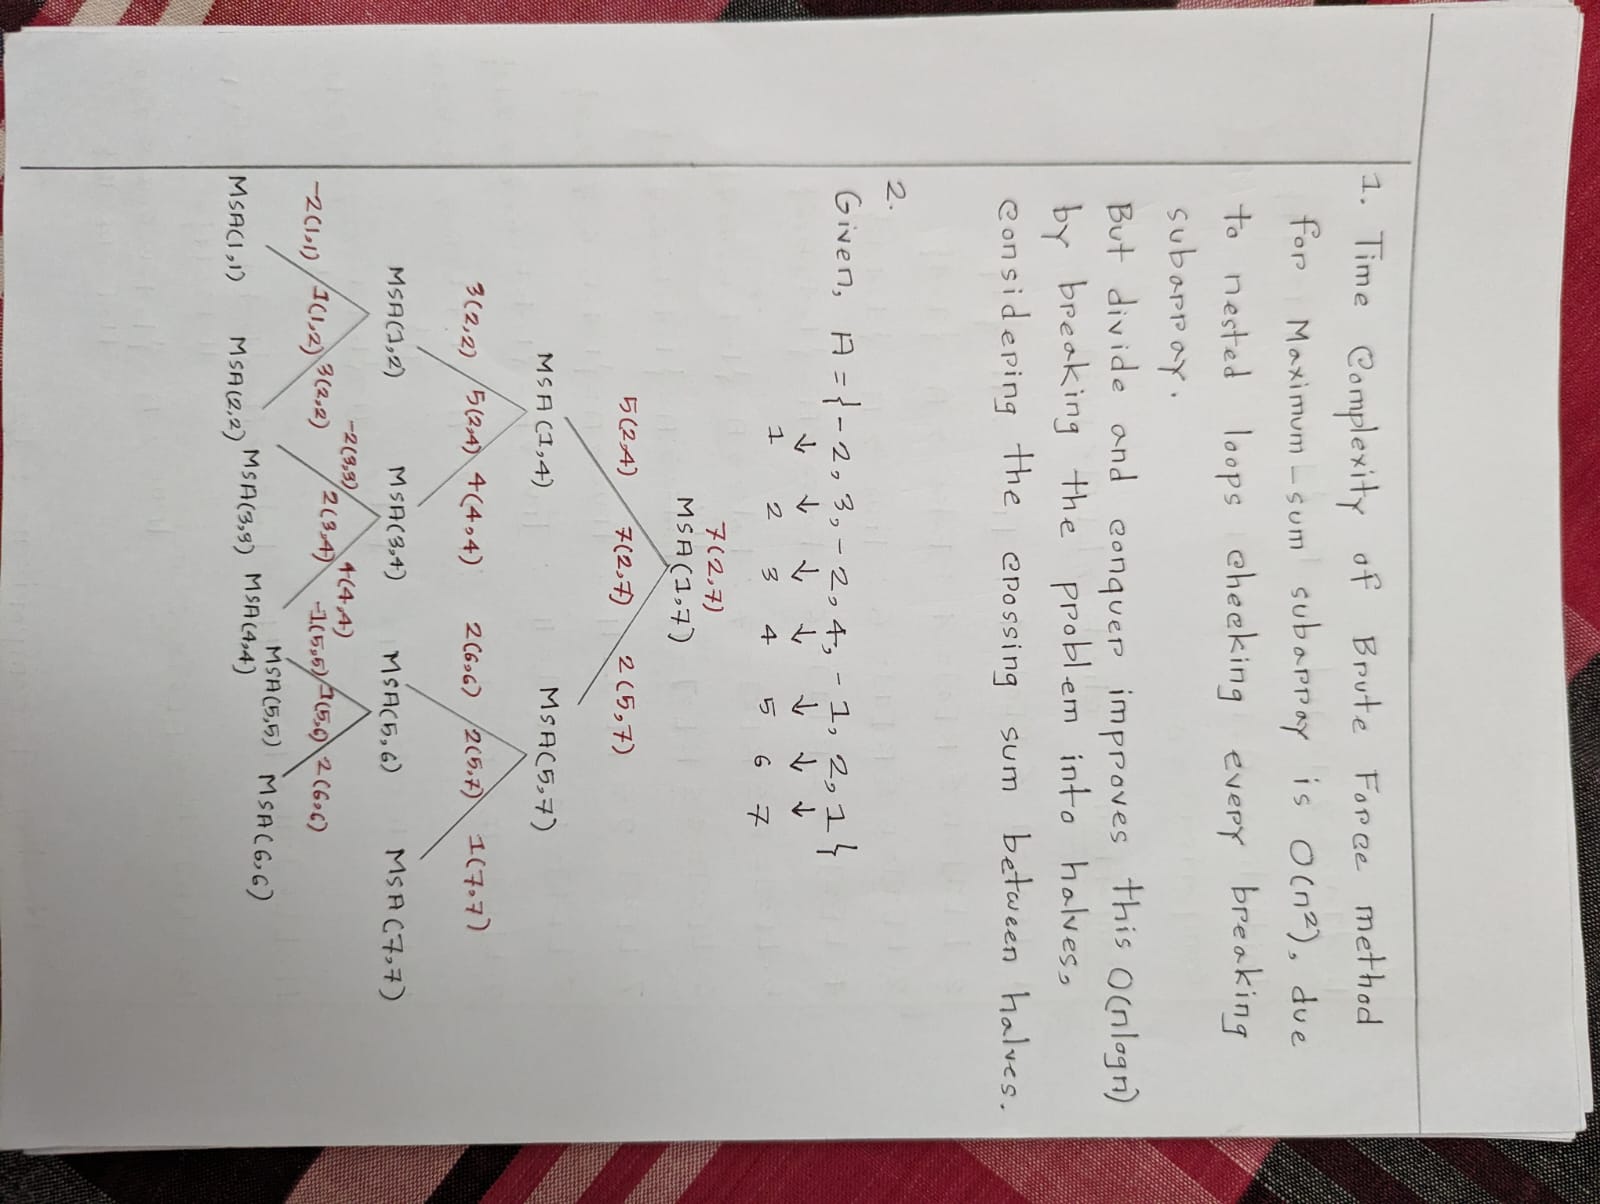 1. Time Complexity of Brute Force method
for Maximum-sum subarray is O(n²), due
to nested loops checking every breaking
subarray.
But divide and conquer improves this O(nlogn)
by breaking the problem into halves,
considering the crossing sum between halves.
2.
Given, A = {-2, 3, -2, 4, -1, 2, 1}
↓ ↓ ↓ ↓ ↓ ↓ ↓
1 2 3 4 5 6 7
7(2,7)
MSA(1,7)
5(2,4) 7(2,7) 2(5,7)
MSA(1,4) MSA(5,7)
3(2,2) 5(2,4) 4(4,4) 2(6,6) 2(5,7) 1(7,7)
MSA(1,2) MSA(3,4) MSA(5,6) MSA(7,7)
-2(1,1) 1(1,2) 3(2,2) -2(3,3) 2(3,4) 4(4,4) -1(5,5) 1(5,6) 2(6,6)
MSA(1,1) MSA(2,2) MSA(3,3) MSA(4,4) MSA(5,5) MSA(6,6)